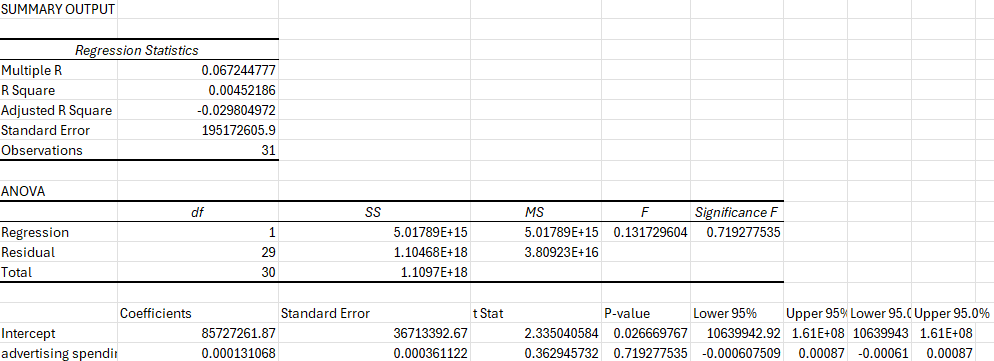 SUMMARY OUTPUT
Regression Statistics
Multiple R 0.067244777
R Square 0.00452186
Adjusted R Square -0.029804972
Standard Error 195172605.9
Observations 31
ANOVA
df SS MS F Significance F
Regression 1 5.01789E+15 5.01789E+15 0.131729604 0.719277535
Residual 29 1.10468E+18 3.80923E+16
Total 30 1.1097E+18
Coefficients Standard Error t Stat P-value Lower 95% Upper 95% Lower 95.0 Upper 95.0%
Intercept 85727261.87 36713392.67 2.335040584 0.026669767 10639942.92 1.61E+08 10639943 1.61E+08
advertising spendin 0.000131068 0.000361122 0.362945732 0.719277535 -0.000607509 0.00087 -0.00061 0.00087